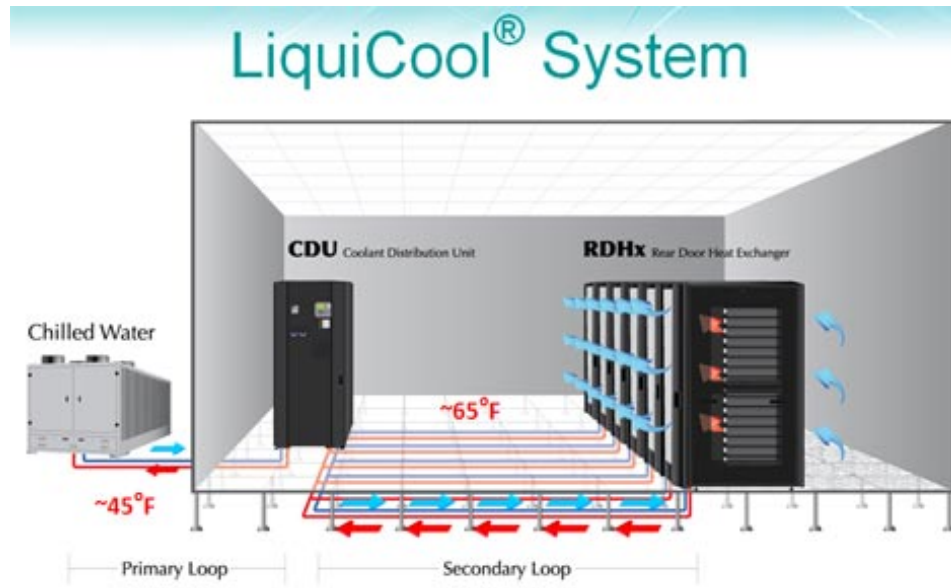 LiquiCool® System
CDU Coolant Distribution Unit
RDHx Rear Door Heat Exchanger
Chilled Water
~65°F
~45°F
Primary Loop
Secondary Loop